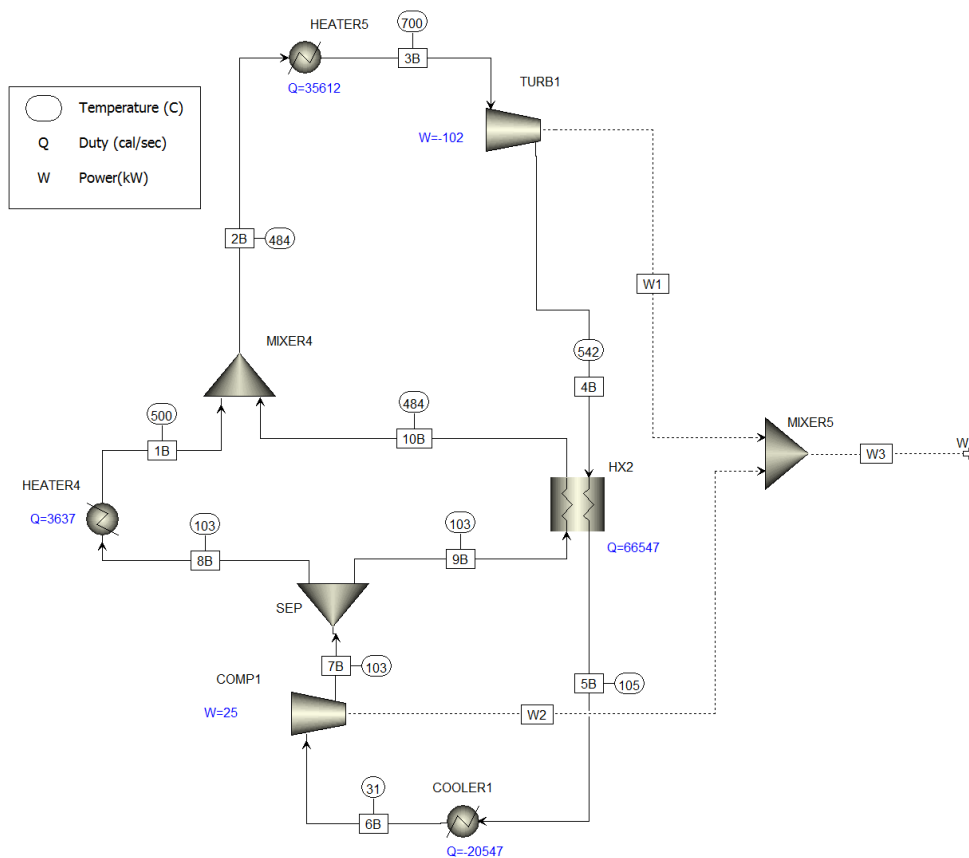 HEATER5
700
3B
Q=35612
TURB1
W=-102
Temperature (C)
Q Duty (cal/sec)
W Power(kW)
2B
484
W1
MIXER4
542
4B
500
1B
484
10B
MIXER5
W3
W
HEATER4
HX2
Q=3637
103
8B
103
9B
Q=66547
SEP
7B
103
COMP1
5B
105
W=25
W2
31
6B
COOLER1
Q=-20547